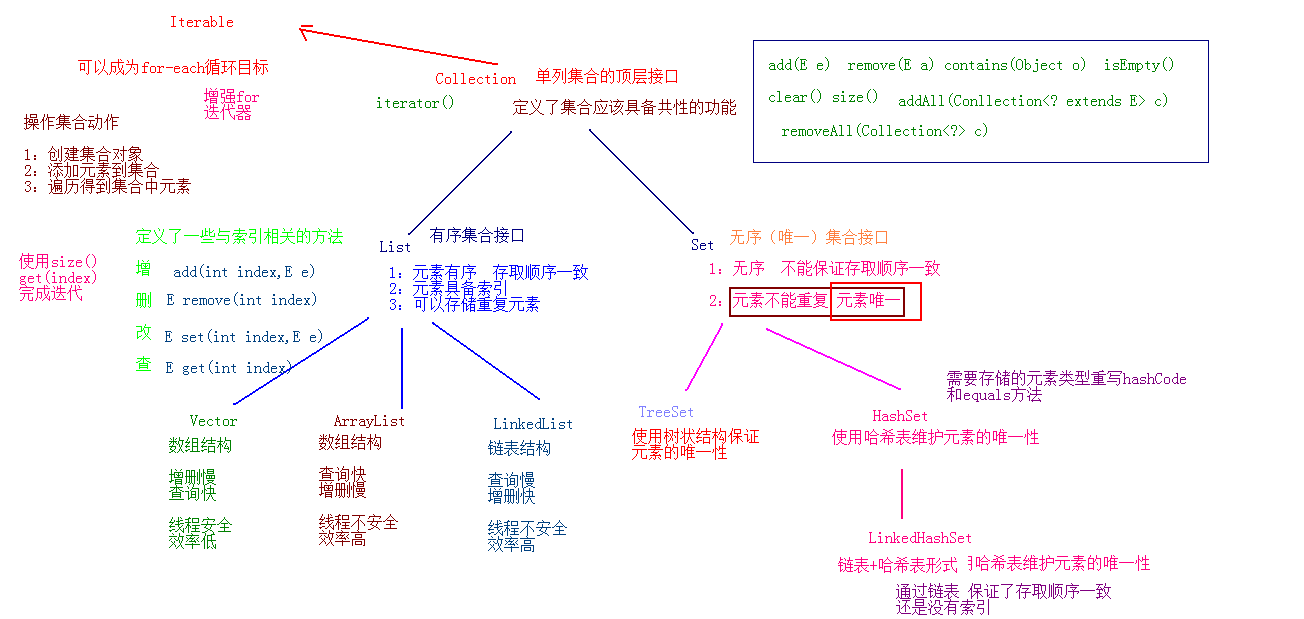 Iterable
可以成为for-each循环目标
增强for
迭代器
Collection 单列集合的顶层接口
iterator()
定义了集合应该具备共性的功能
add(E e) remove(E a) contains(Object o) isEmpty()
clear() size() addAll(Conllection<? extends E> c)
removeAll(Collection<?> c)
操作集合动作
1：创建集合对象
2：添加元素到集合
3：遍历得到集合中元素
定义了一些与索引相关的方法
使用size()
get(index)
完成迭代
增 add(int index,E e)
删 E remove(int index)
改 E set(int index,E e)
查 E get(int index)
List 有序集合接口
1：元素有序 存取顺序一致
2：元素具备索引
3：可以存储重复元素
Set 无序（唯一）集合接口
1：无序 不能保证存取顺序一致
2：元素不能重复 元素唯一
Vector
数组结构
增删慢
查询快
线程安全
效率低
ArrayList
数组结构
查询快
增删慢
线程不安全
效率高
LinkedList
链表结构
查询慢
增删快
线程不安全
效率高
TreeSet
使用树状结构保证
元素的唯一性
需要存储的元素类型重写hashCode
和equals方法
HashSet
使用哈希表维护元素的唯一性
LinkedHashSet
链表+哈希表形式 哈希表维护元素的唯一性
通过链表 保证了存取顺序一致
还是没有索引